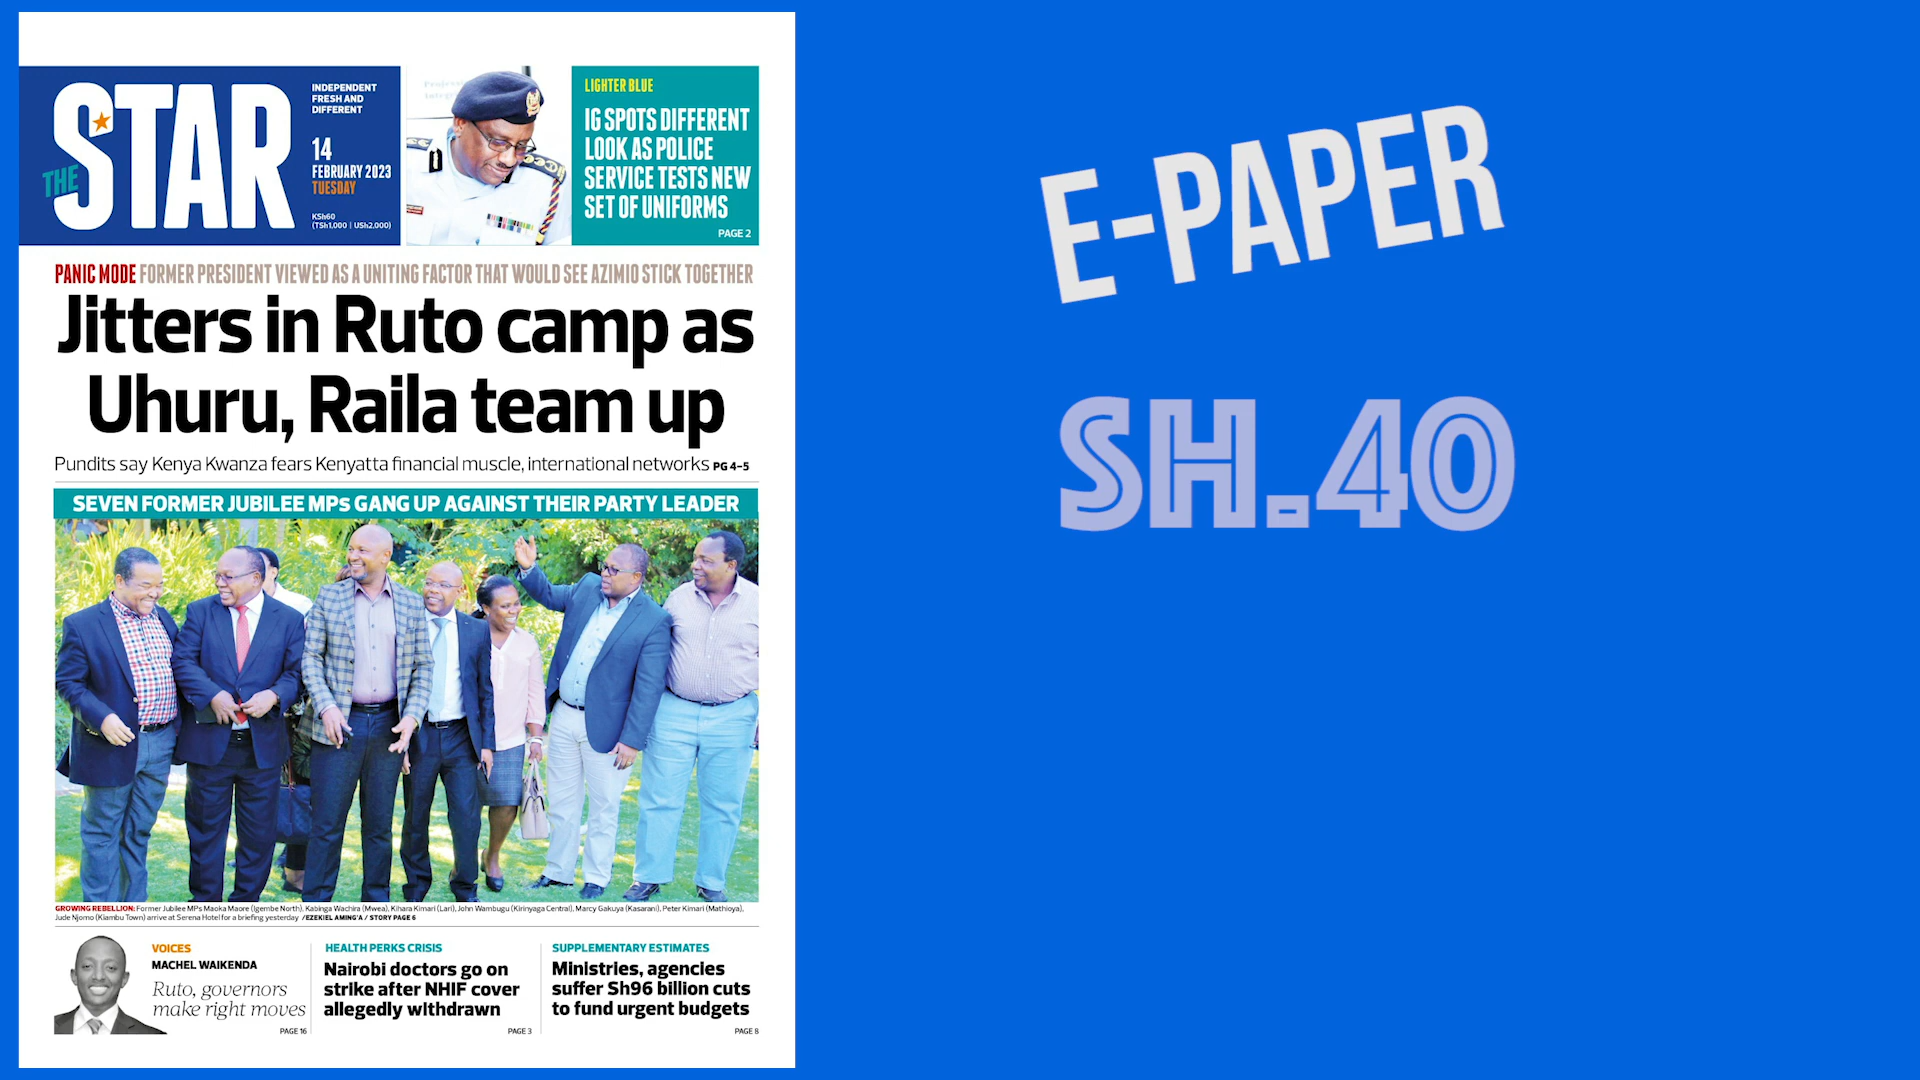 THE STAR
INDEPENDENT
FRESH AND
DIFFERENT
14
FEBRUARY 2023
TUESDAY
KSh60
(TSh1,000 | USh2,000)
LIGHTER BLUE
IG SPOTS DIFFERENT
LOOK AS POLICE
SERVICE TESTS NEW
SET OF UNIFORMS
PAGE 2
PANIC MODE FORMER PRESIDENT VIEWED AS A UNITING FACTOR THAT WOULD SEE AZIMIO STICK TOGETHER
Jitters in Ruto camp as
Uhuru, Raila team up
Pundits say Kenya Kwanza fears Kenyatta financial muscle, international networks PG 4-5
SEVEN FORMER JUBILEE MPs GANG UP AGAINST THEIR PARTY LEADER
GROWING REBELLION: Former Jubilee MPs Maoka Maore (Igembe North), Kabinga Wachira (Mwea), Kihara Kimari (Lari), John Wambugu (Kirinyaga Central), Marcy Gakuya (Kasarani), Peter Kimari (Mathioya),
Jude Njomo (Kiambu Town) arrive at Serena Hotel for a briefing yesterday /EZEKIEL AMING'A / STORY PAGE 6
VOICES
MACHEL WAIKENDA
Ruto, governors
make right moves
PAGE 16
HEALTH PERKS CRISIS
Nairobi doctors go on
strike after NHIF cover
allegedly withdrawn
PAGE 3
SUPPLEMENTARY ESTIMATES
Ministries, agencies
suffer Sh96 billion cuts
to fund urgent budgets
PAGE 8
E-PAPER
SH.40